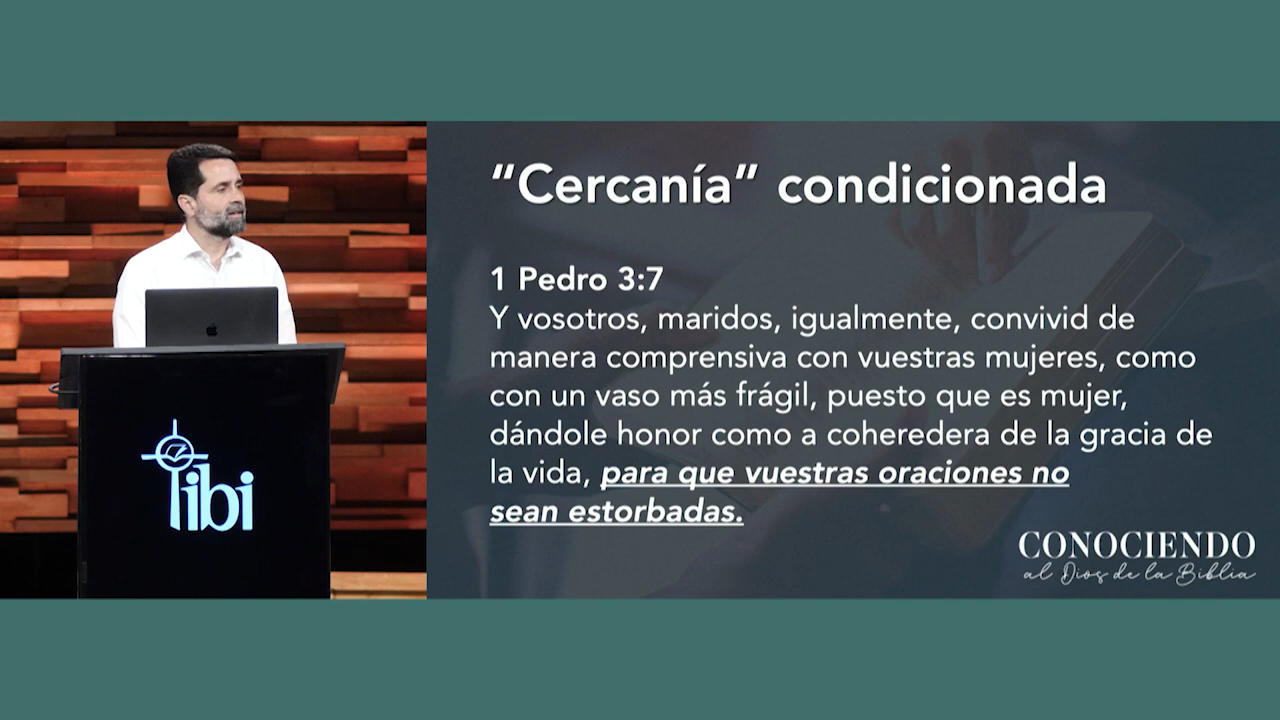 “Cercanía” condicionada
1 Pedro 3:7
Y vosotros, maridos, igualmente, convivid de
manera comprensiva con vuestras mujeres, como
con un vaso más frágil, puesto que es mujer,
dándole honor como a coheredera de la gracia de
la vida, para que vuestras oraciones no
sean estorbadas.
CONOCIENDO
al Dios de la Biblia
ibi